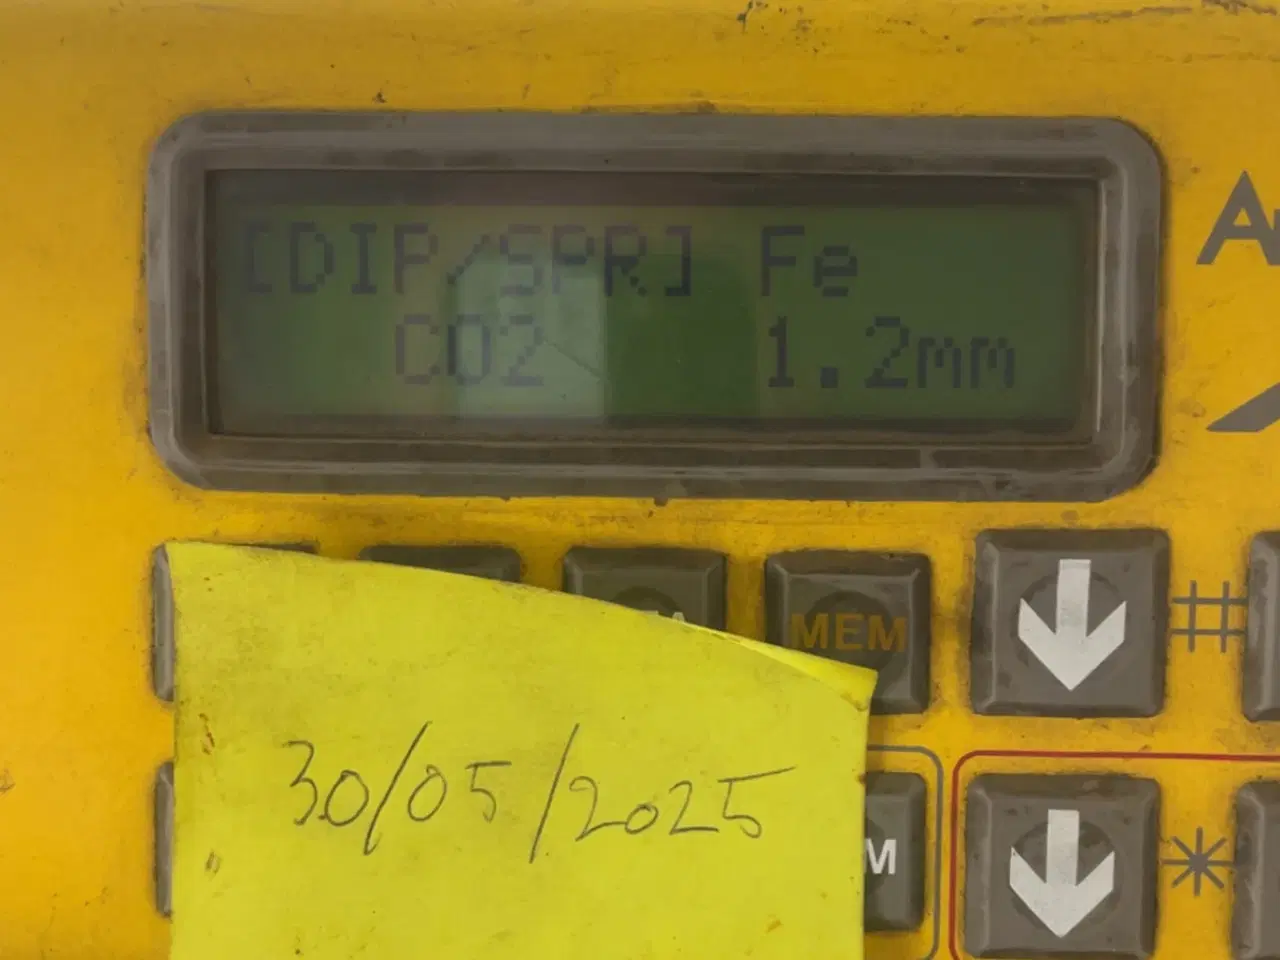 [DIP/SPR] Fe
CO2 1.2mm
MEM
#
30/05/2025
M
*